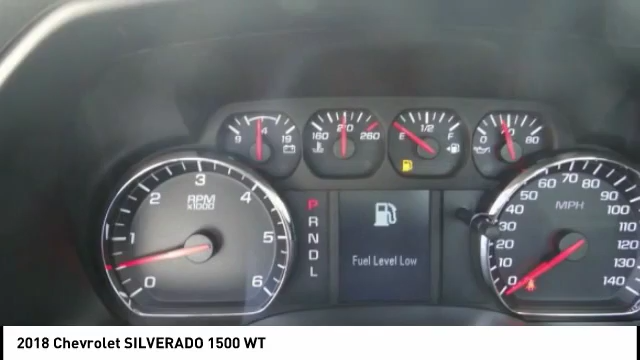 9 14 19
160 210 260
E 1/2 F
0 40 80
RPM
x1000
0 1 2 3 4 5 6
P
R
N
D
L
Fuel Level Low
MPH
0 10 20 30 40 50 60 70 80 90 100 110 120 130 140
2018 Chevrolet SILVERADO 1500 WT